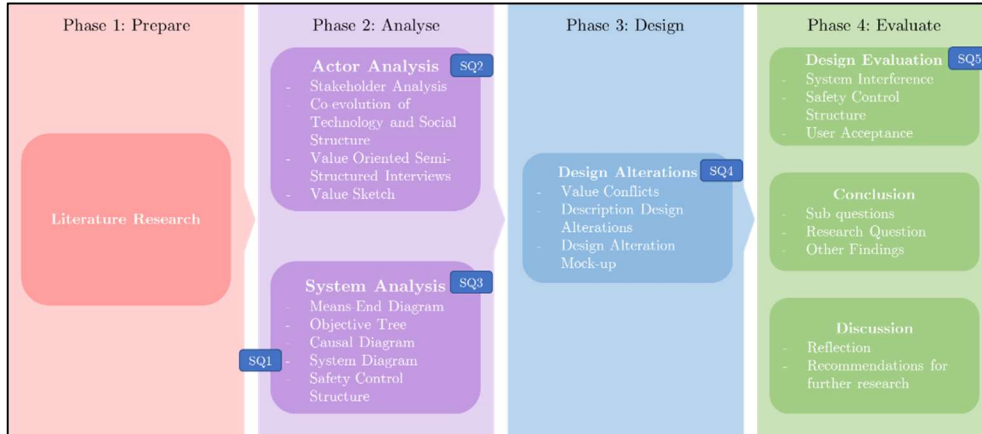 Phase 1: Prepare
Literature Research
Phase 2: Analyse
Actor Analysis
SQ2
- Stakeholder Analysis
- Co-evolution of
Technology and Social
Structure
- Value Oriented Semi-
Structured Interviews
- Value Sketch
System Analysis
SQ3
- Means-End Diagram
- Objective Tree
- Causal Diagram
SQ1
- System Diagram
- Safety Control
Structure
Phase 3: Design
Design Alterations
SQ4
- Value Conflicts
- Description Design
Alterations
- Design Alteration
Mock-up
Phase 4: Evaluate
Design Evaluation
SQ5
- System Interference
- Safety Control
Structure
- User Acceptance
Conclusion
- Sub questions
- Research Question
- Other Findings
Discussion
- Reflection
- Recommendations for
further research